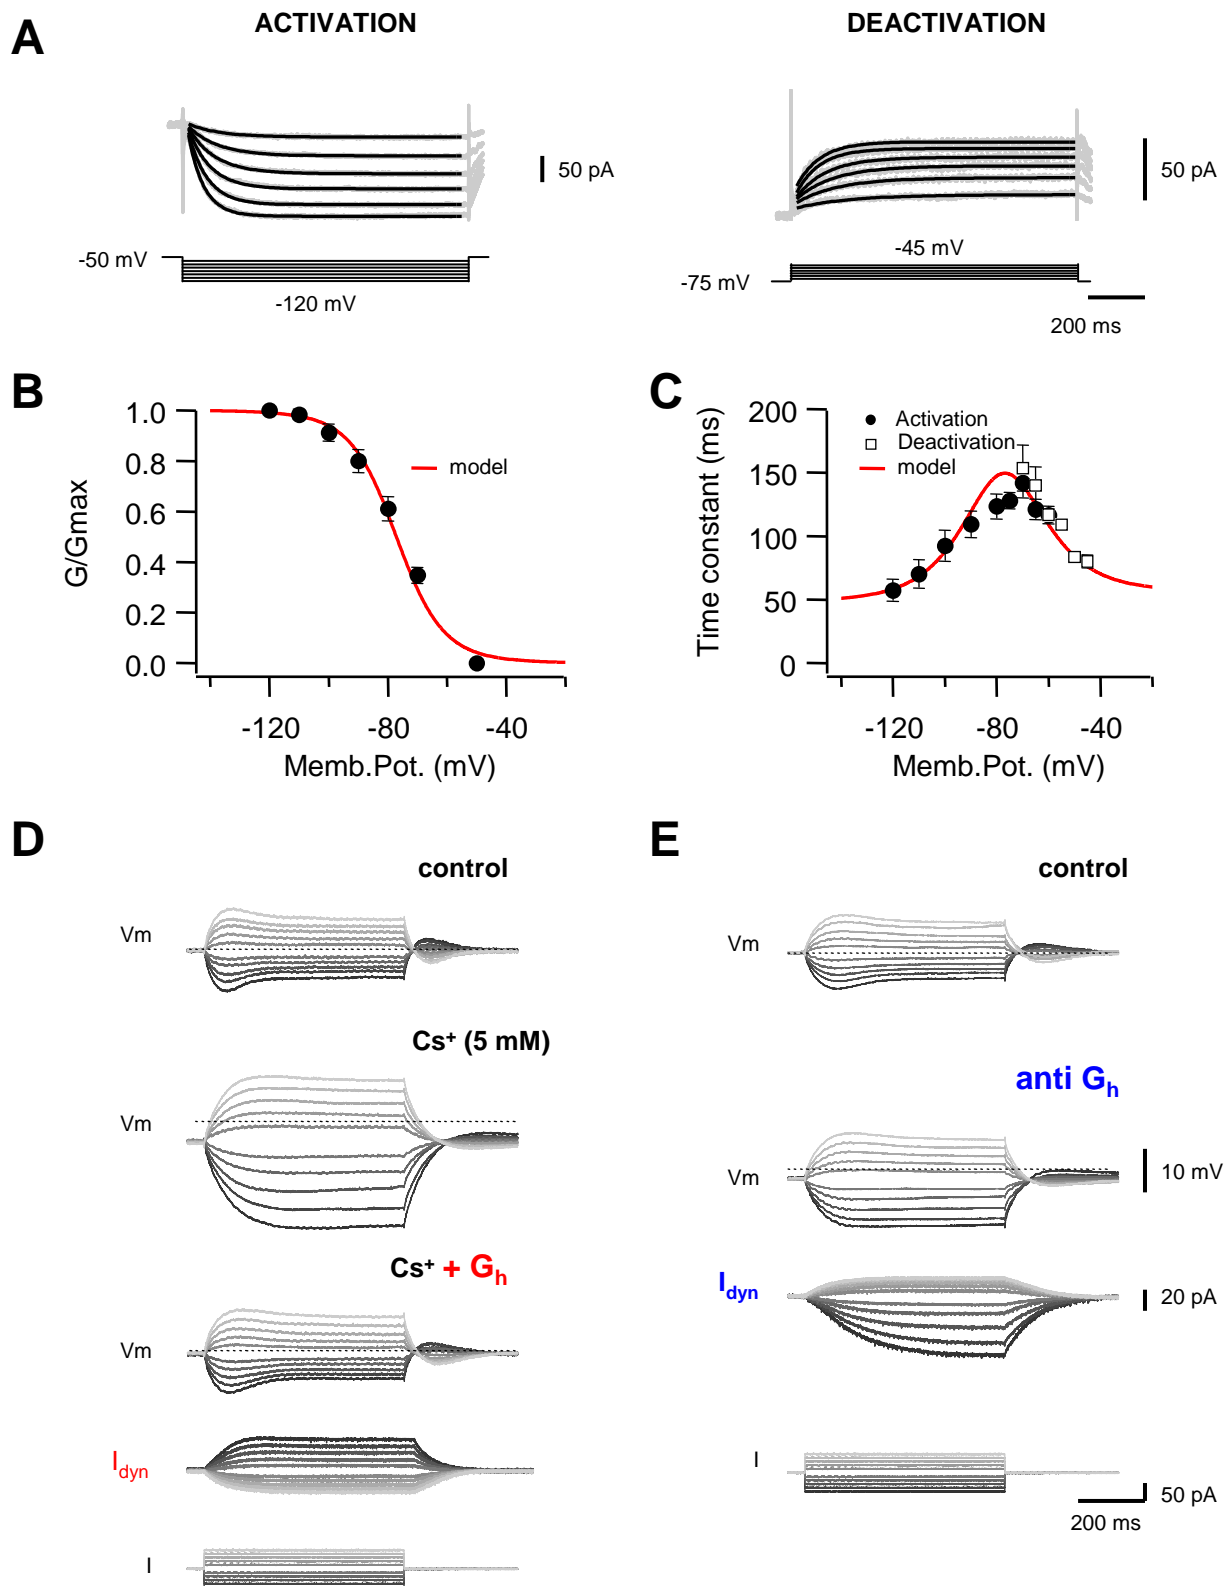 A
ACTIVATION
DEACTIVATION
50 pA
50 pA
-50 mV
-120 mV
-45 mV
-75 mV
200 ms
B
1.0
0.8
0.6
0.4
0.2
0.0
G/Gmax
model
-120
-80
-40
Memb.Pot. (mV)
C
200
150
100
50
0
Time constant (ms)
Activation
Deactivation
model
-120
-80
-40
Memb.Pot. (mV)
D
control
Vm
Cs⁺ (5 mM)
Vm
Cs⁺ + Gₕ
Vm
I_dyn
I
E
control
Vm
anti Gₕ
Vm
10 mV
I_dyn
20 pA
I
50 pA
200 ms